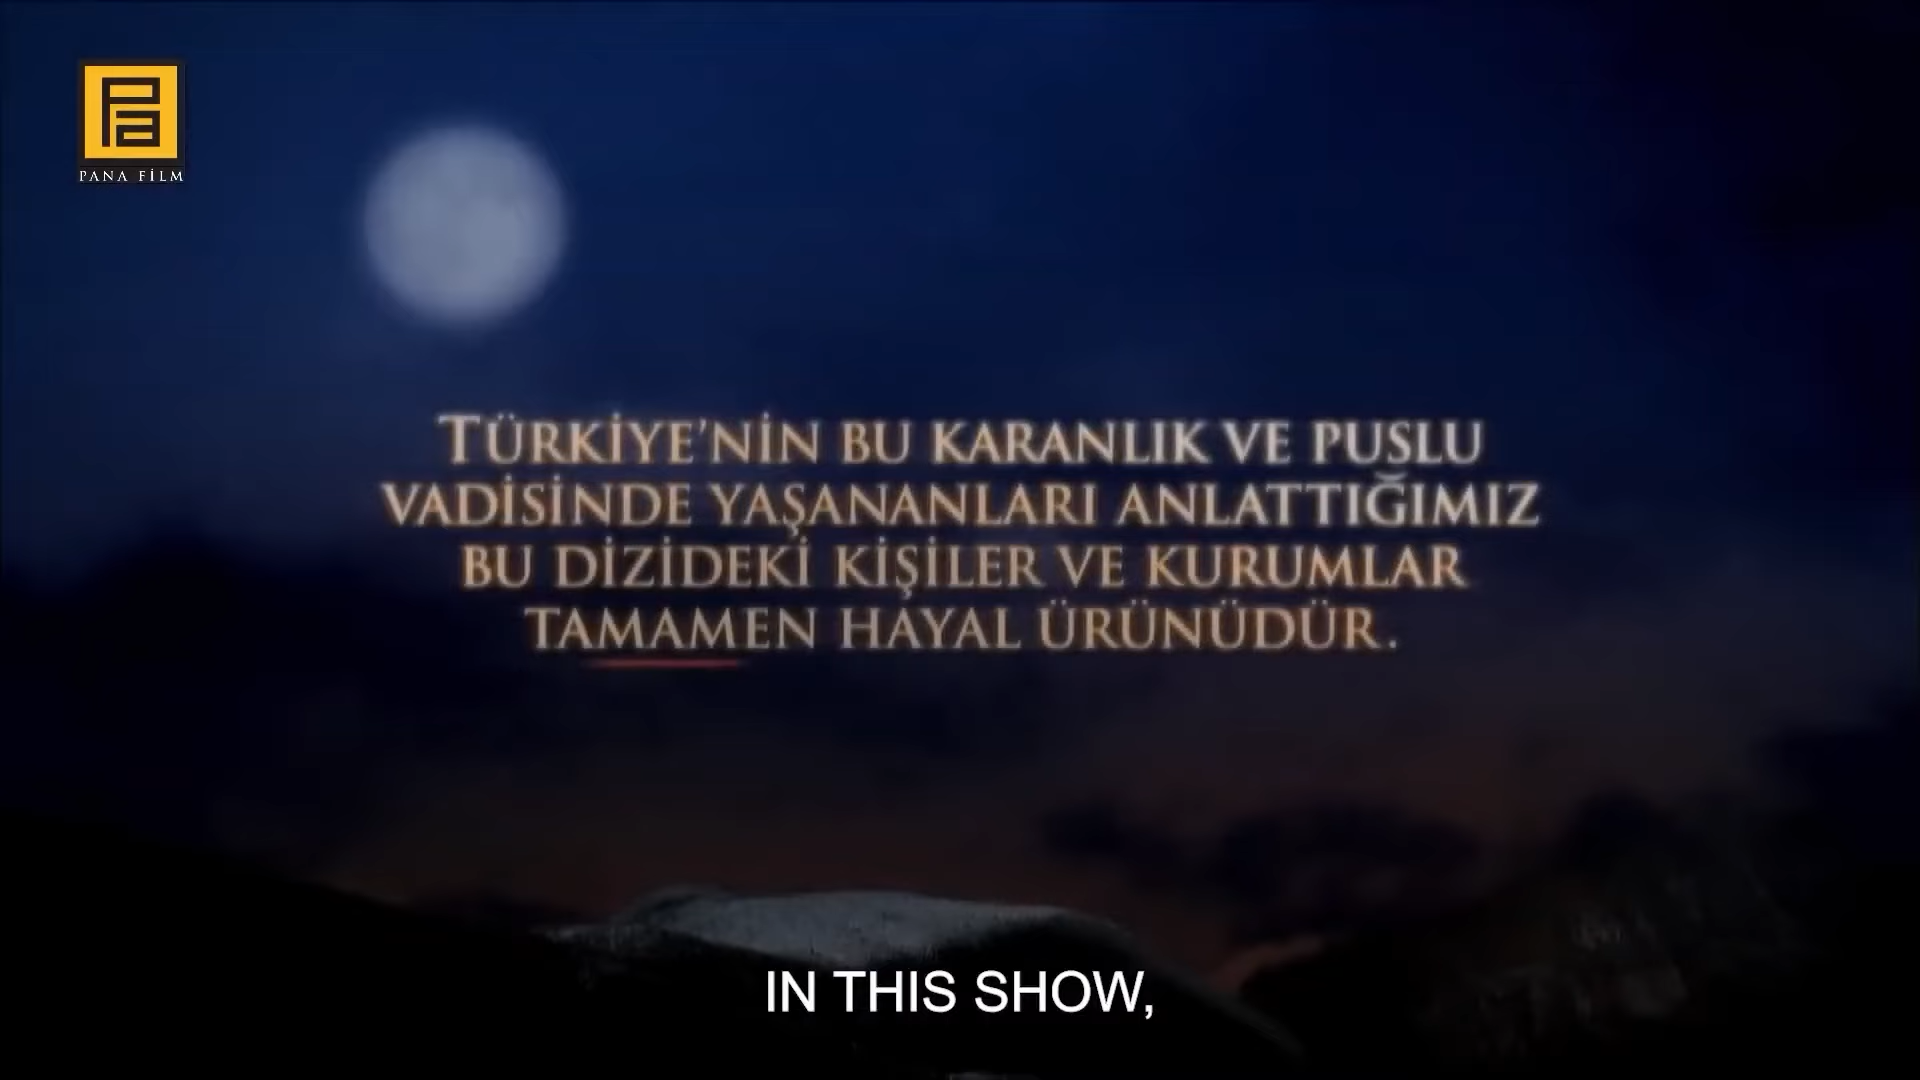 PANA FİLM
TÜRKİYE'NİN BU KARANLIK VE PUSLU
VADİSİNDE YAŞANANLARI ANLATTIĞIMIZ
BU DİZİDEKİ KİŞİLER VE KURUMLAR
TAMAMEN HAYAL ÜRÜNÜDÜR.
IN THIS SHOW,